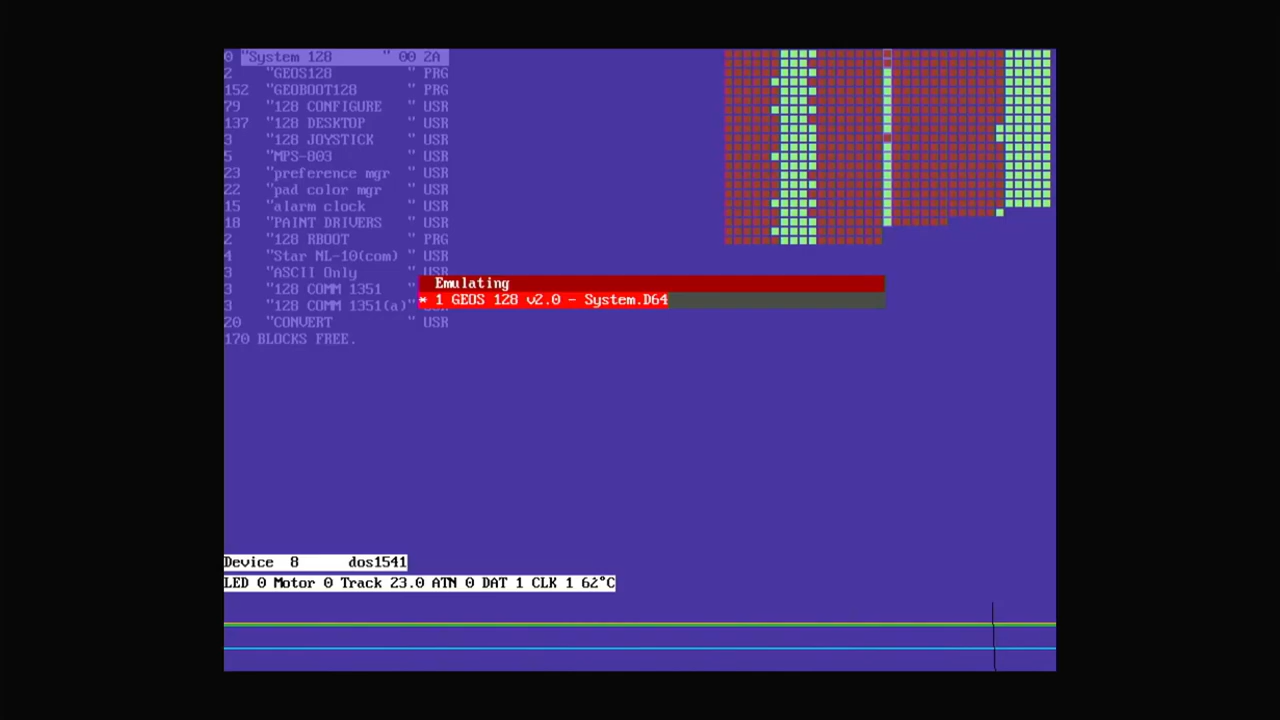 0 "System 128      " 00 2A
2    "GEOS128         " PRG
152  "GEOBOOT128      " PRG
79   "128 CONFIGURE   " USR
137  "128 DESKTOP     " USR
3    "128 JOYSTICK    " USR
5    "MPS-803         " USR
23   "preference mgr  " USR
22   "pad color mgr   " USR
15   "alarm clock     " USR
18   "PAINT DRIVERS   " USR
2    "128 RBOOT       " PRG
4    "Star NL-10(com) " USR
3    "ASCII Only      " USR
3    "128 COMM 1351   "
3    "128 COMM 1351(a)"
20   "CONVERT         " USR
170 BLOCKS FREE.
Emulating
* 1 GEOS 128 v2.0 - System.D64
Device  8      dos1541
LED 0 Motor 0 Track 23.0 ATN 0 DAT 1 CLK 1 62°C